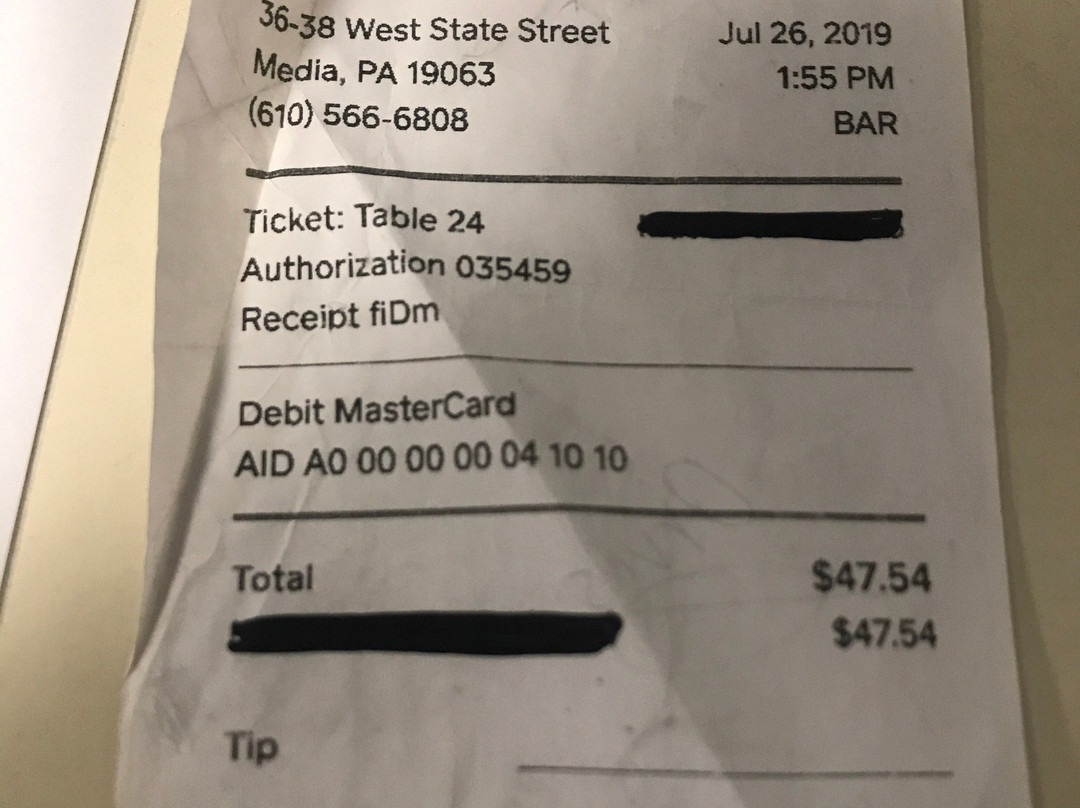 36-38 West State Street Jul 26, 2019
Media, PA 19063 1:55 PM
(610) 566-6808 BAR
Ticket: Table 24
Authorization 035459
Receipt fiDm
Debit MasterCard
AID A0 00 00 00 04 10 10
Total $47.54
$47.54
Tip